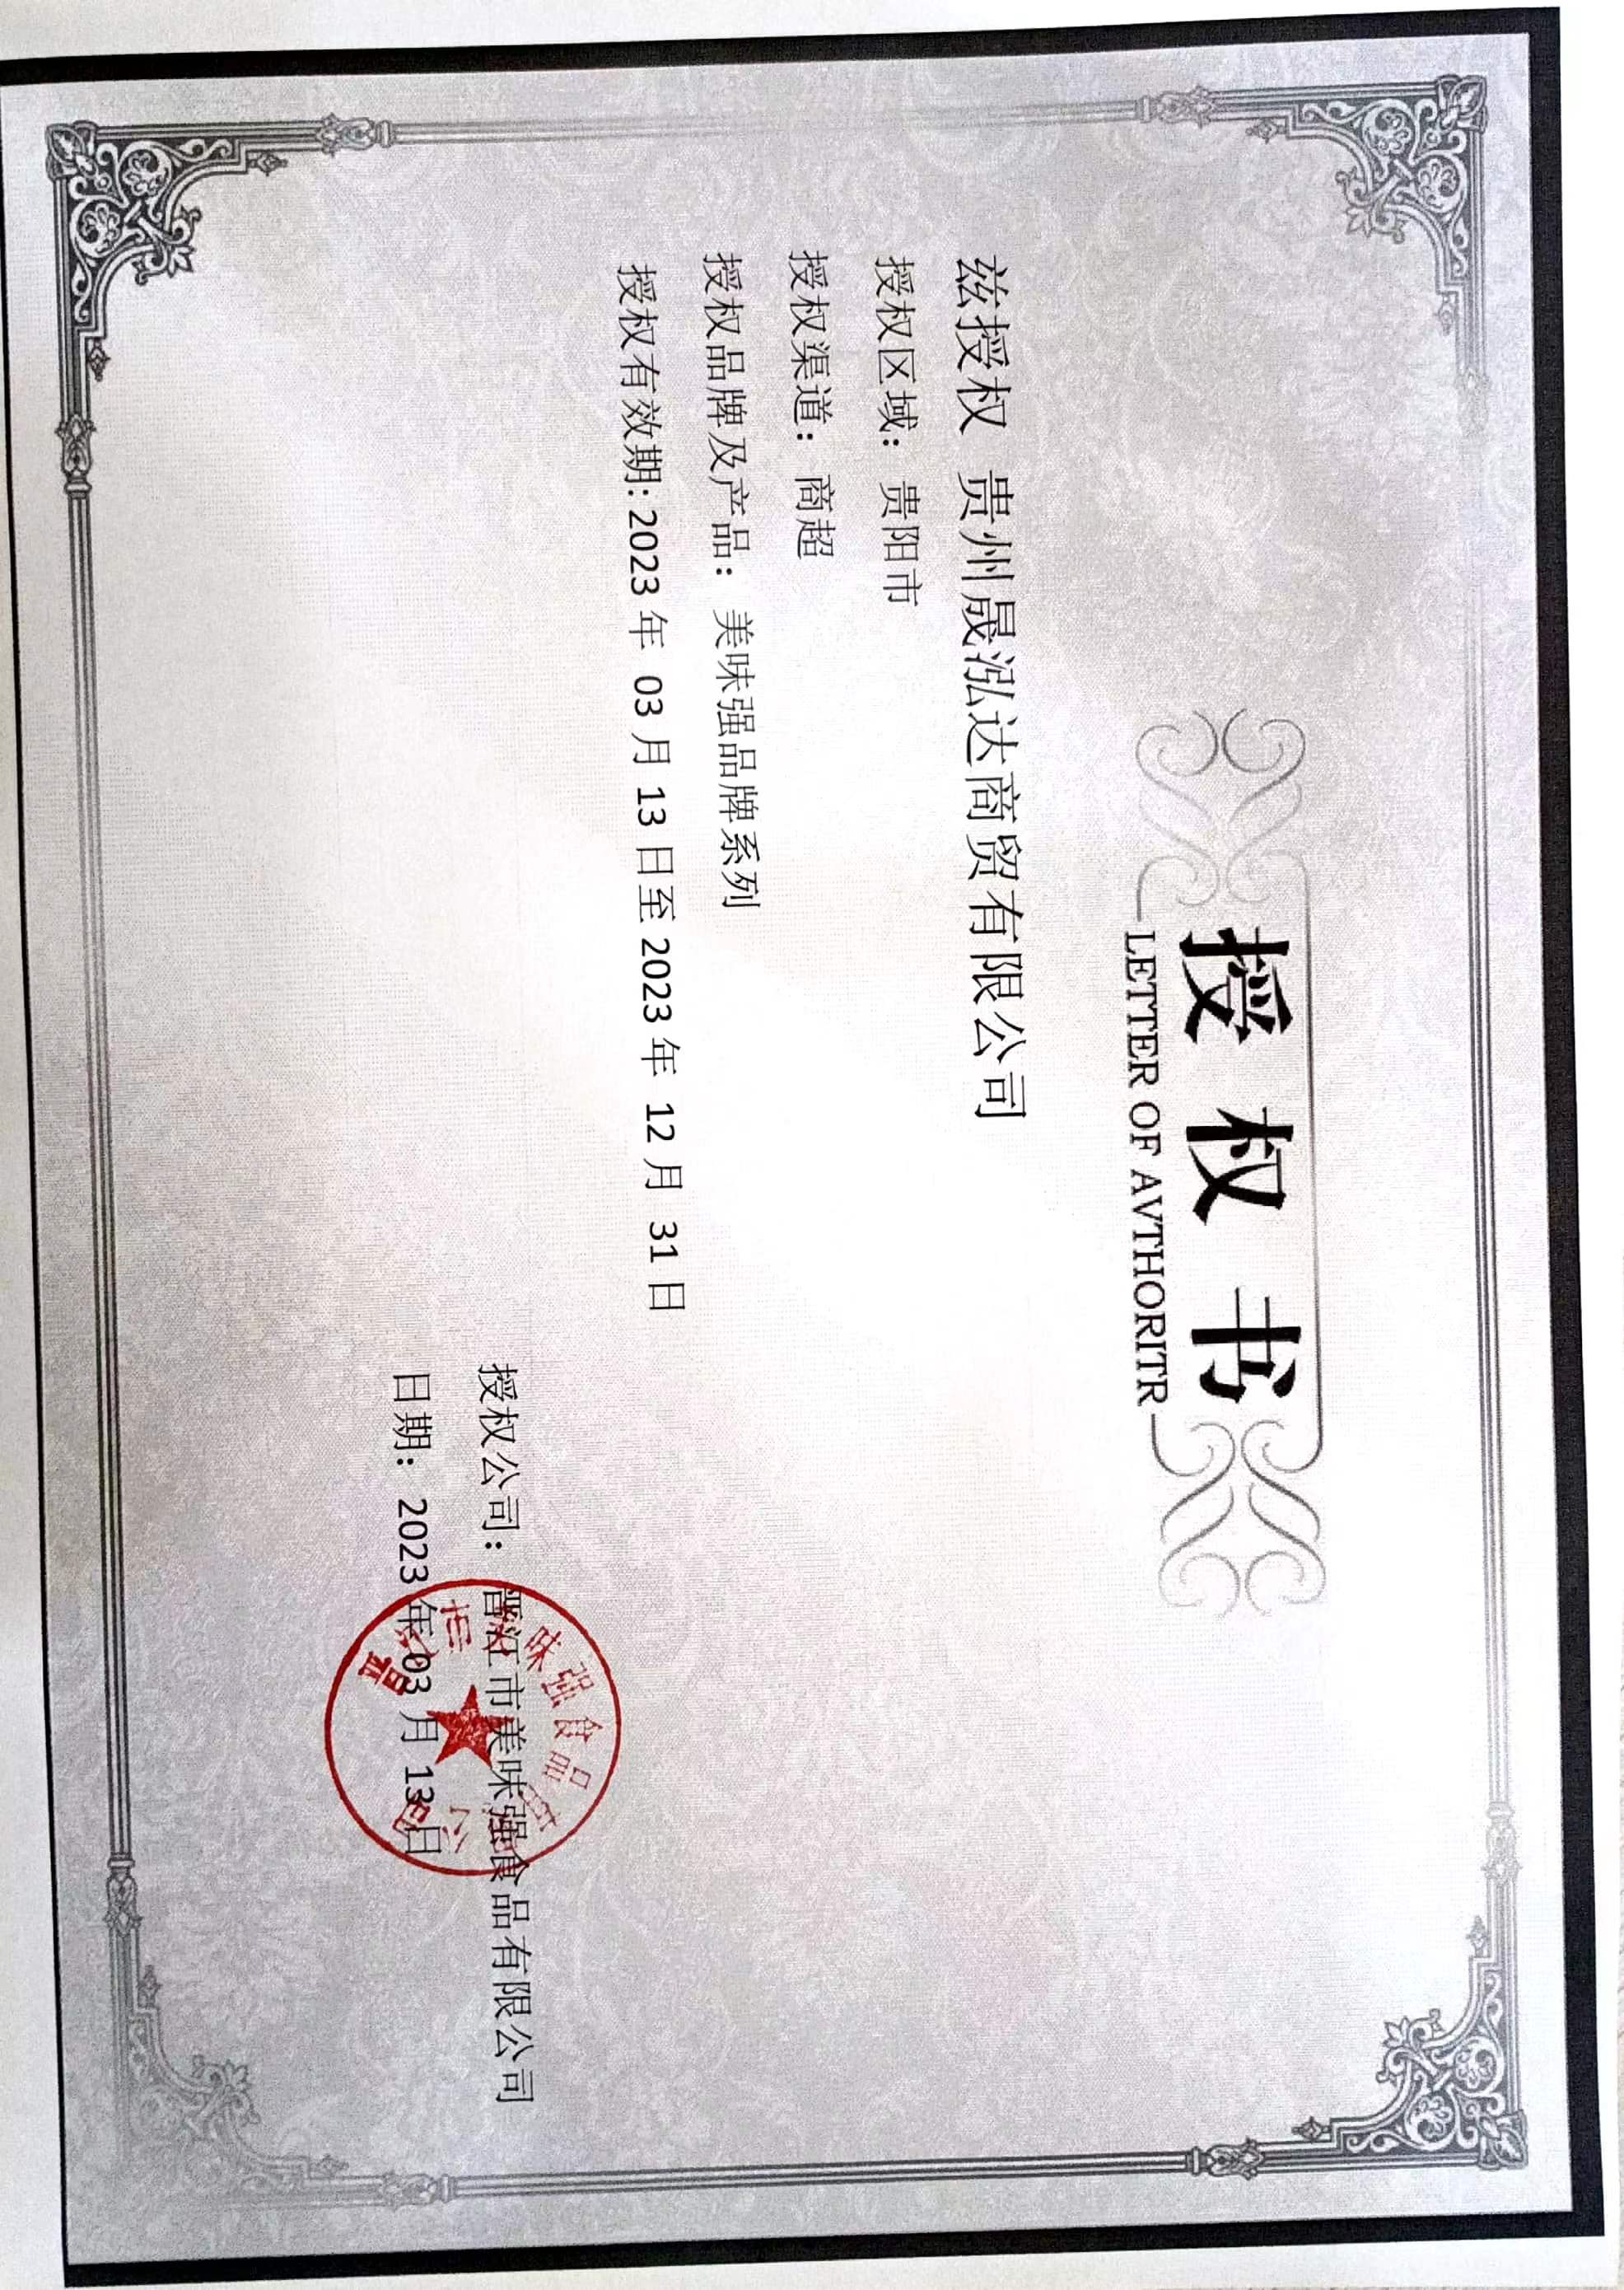 授权书
LETTER OF AVTHORITR
兹授权 贵州晟泓达商贸有限公司
授权区域：贵阳市
授权渠道：商超
授权品牌及产品：美味强品牌系列
授权有效期: 2023 年 03 月 13 日至 2023 年 12 月 31 日
授权公司：晋江市美味强食品有限公司
日期：2023 年 03 月 13 日
味强食品